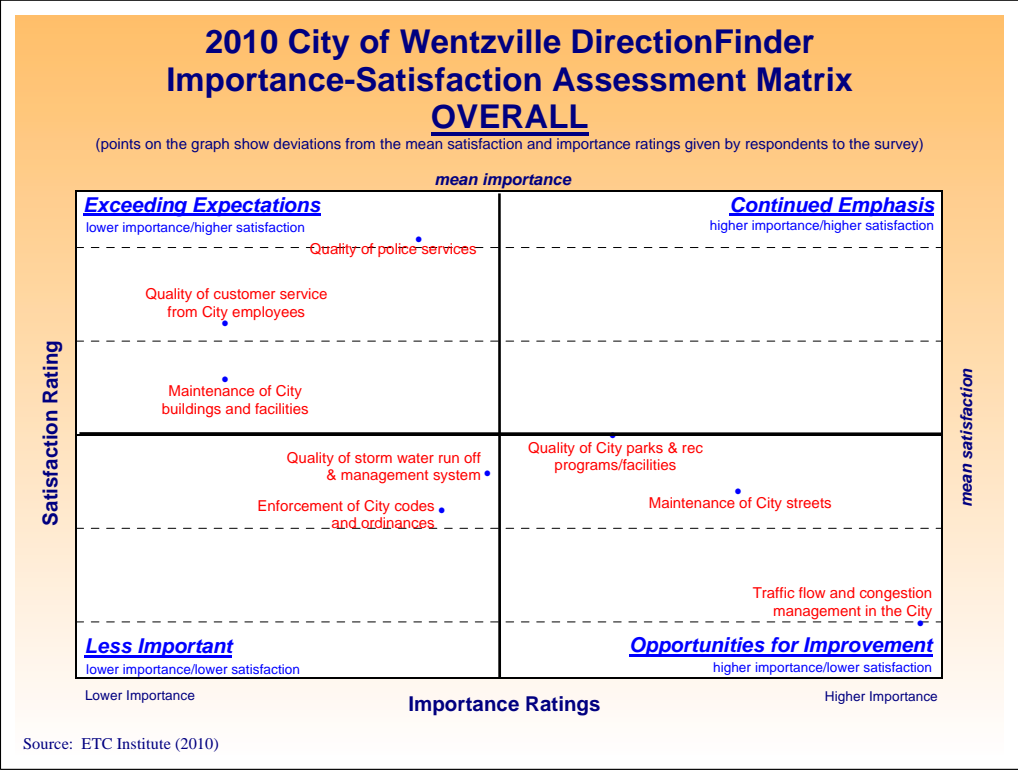 2010 City of Wentzville DirectionFinder
Importance-Satisfaction Assessment Matrix
OVERALL
(points on the graph show deviations from the mean satisfaction and importance ratings given by respondents to the survey)
mean importance
Exceeding Expectations
lower importance/higher satisfaction
Continued Emphasis
higher importance/higher satisfaction
Quality of police services
Quality of customer service
from City employees
Maintenance of City
buildings and facilities
Satisfaction Rating
mean satisfaction
Quality of storm water run off
& management system
Enforcement of City codes
and ordinances
Quality of City parks & rec
programs/facilities
Maintenance of City streets
Traffic flow and congestion
management in the City
Less Important
lower importance/lower satisfaction
Opportunities for Improvement
higher importance/lower satisfaction
Lower Importance
Importance Ratings
Higher Importance
Source: ETC Institute (2010)